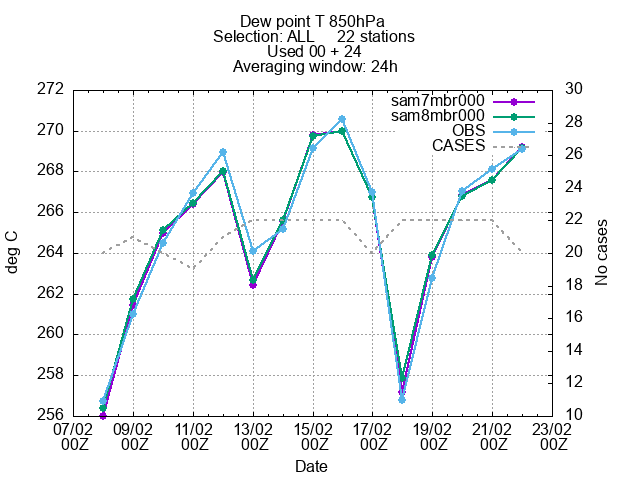 Dew point T 850hPa
Selection: ALL 22 stations
Used 00 + 24
Averaging window: 24h
272 30
sam7mbr000
sam8mbr000
OBS
CASES
270 28
268 26
266 24
264 22
262 20
260 18
258 16
256 14
12
10
deg C
No cases
07/02 09/02 11/02 13/02 15/02 17/02 19/02 21/02 23/02
00Z 00Z 00Z 00Z 00Z 00Z 00Z 00Z 00Z
Date